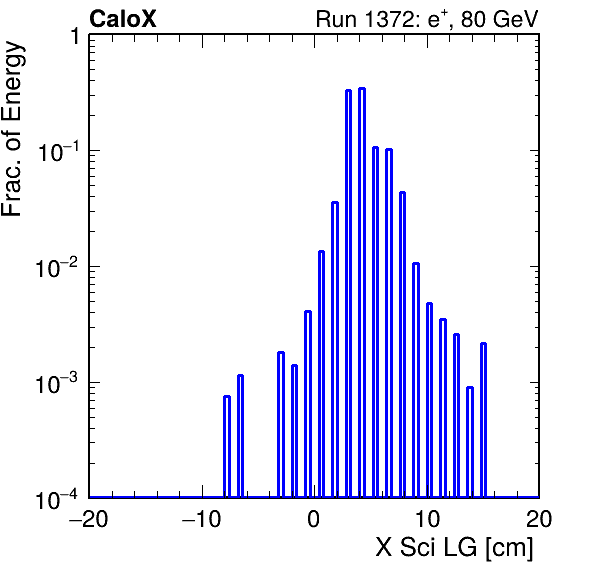 CaloX Run 1372: e⁺, 80 GeV
Frac. of Energy
1
10⁻¹
10⁻²
10⁻³
10⁻⁴
−20 −10 0 10 20
X Sci LG [cm]